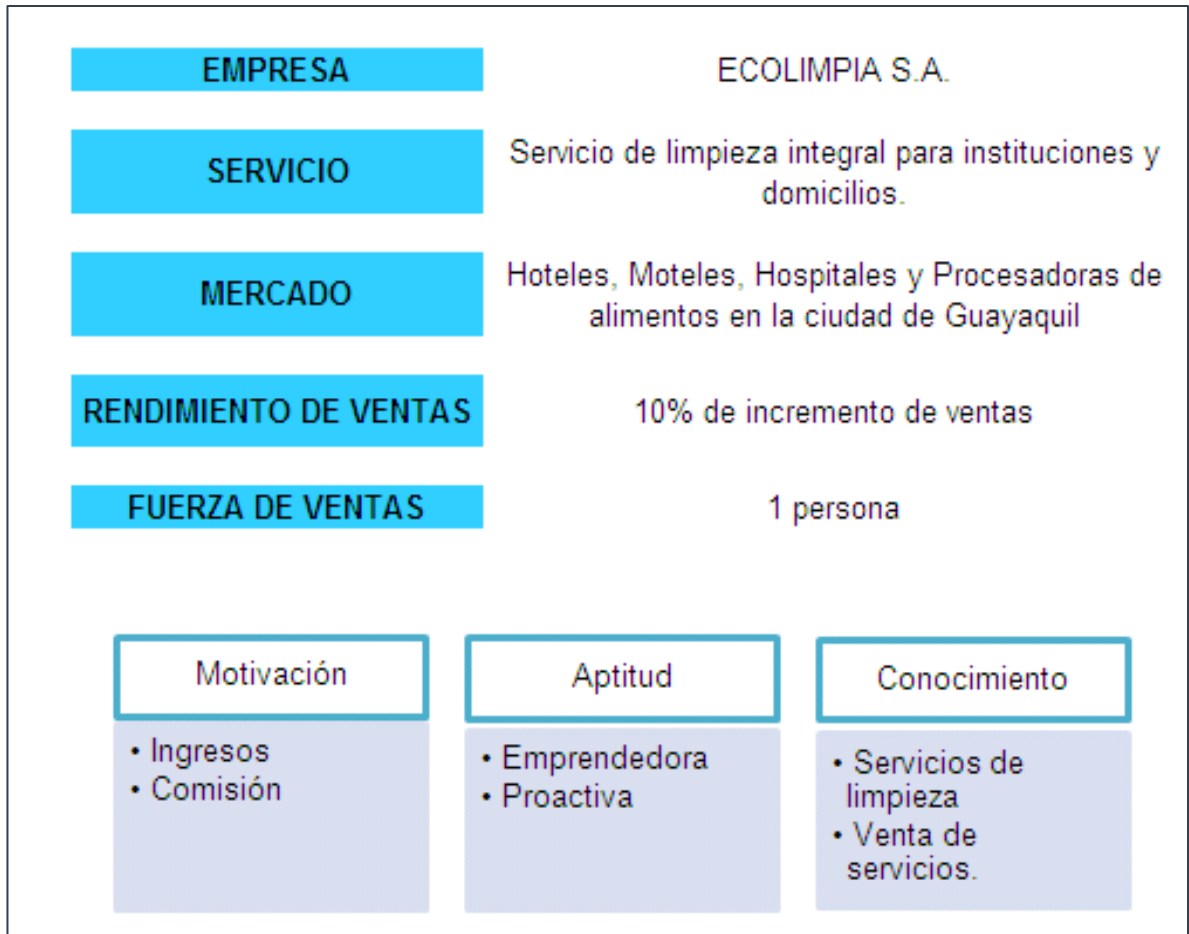 EMPRESA
ECOLIMPIA S.A.
SERVICIO
Servicio de limpieza integral para instituciones y
domicilios.
MERCADO
Hoteles, Moteles, Hospitales y Procesadoras de
alimentos en la ciudad de Guayaquil
RENDIMIENTO DE VENTAS
10% de incremento de ventas
FUERZA DE VENTAS
1 persona
Motivación
• Ingresos
• Comisión
Aptitud
• Emprendedora
• Proactiva
Conocimiento
• Servicios de
limpieza
• Venta de
servicios.